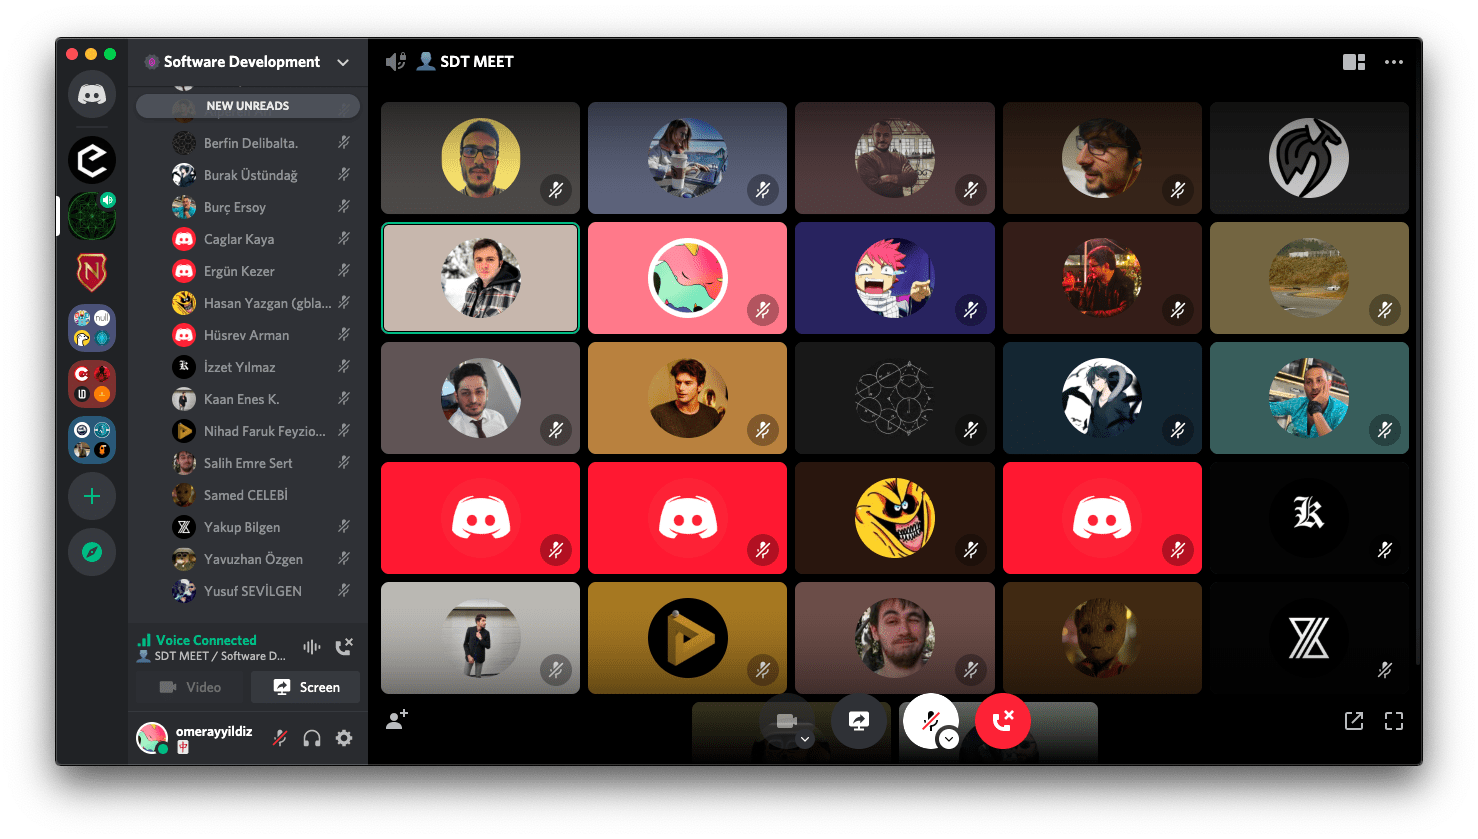 Software Development
NEW UNREADS
Berfin Delibalta.
Burak Üstündağ
Burç Ersoy
Caglar Kaya
Ergün Kezer
Hasan Yazgan (gbla...
Hüsrev Arman
İzzet Yılmaz
Kaan Enes K.
Nihad Faruk Feyzio...
Salih Emre Sert
Samed CELEBİ
Yakup Bilgen
Yavuzhan Özgen
Yusuf SEVİLGEN
Voice Connected
SDT MEET / Software D...
Video
Screen
omerayyildiz
🀄
SDT MEET
N
null
k